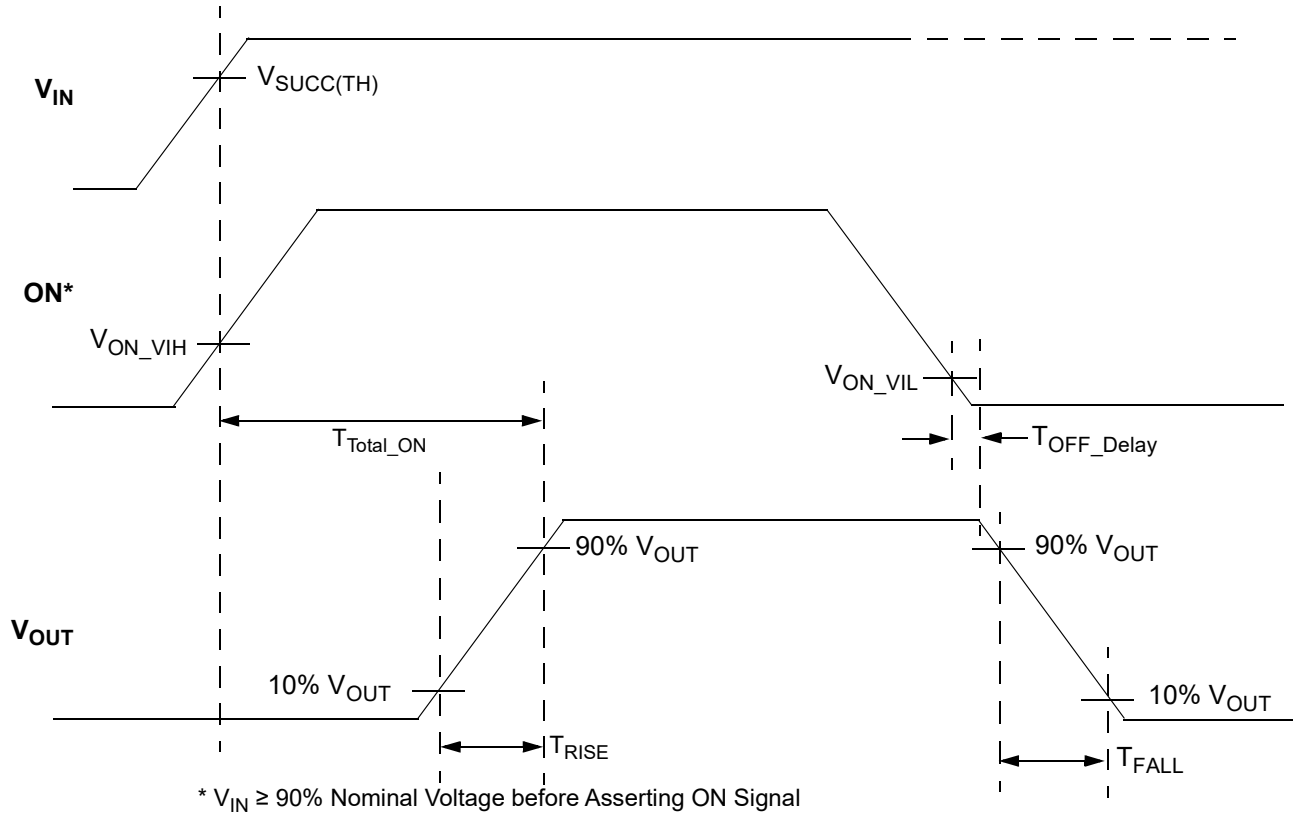 V_IN
V_SUCC(TH)
ON*
V_ON_VIH
V_ON_VIL
T_Total_ON
T_OFF_Delay
90% V_OUT
90% V_OUT
V_OUT
10% V_OUT
10% V_OUT
T_RISE
T_FALL
* V_IN ≥ 90% Nominal Voltage before Asserting ON Signal